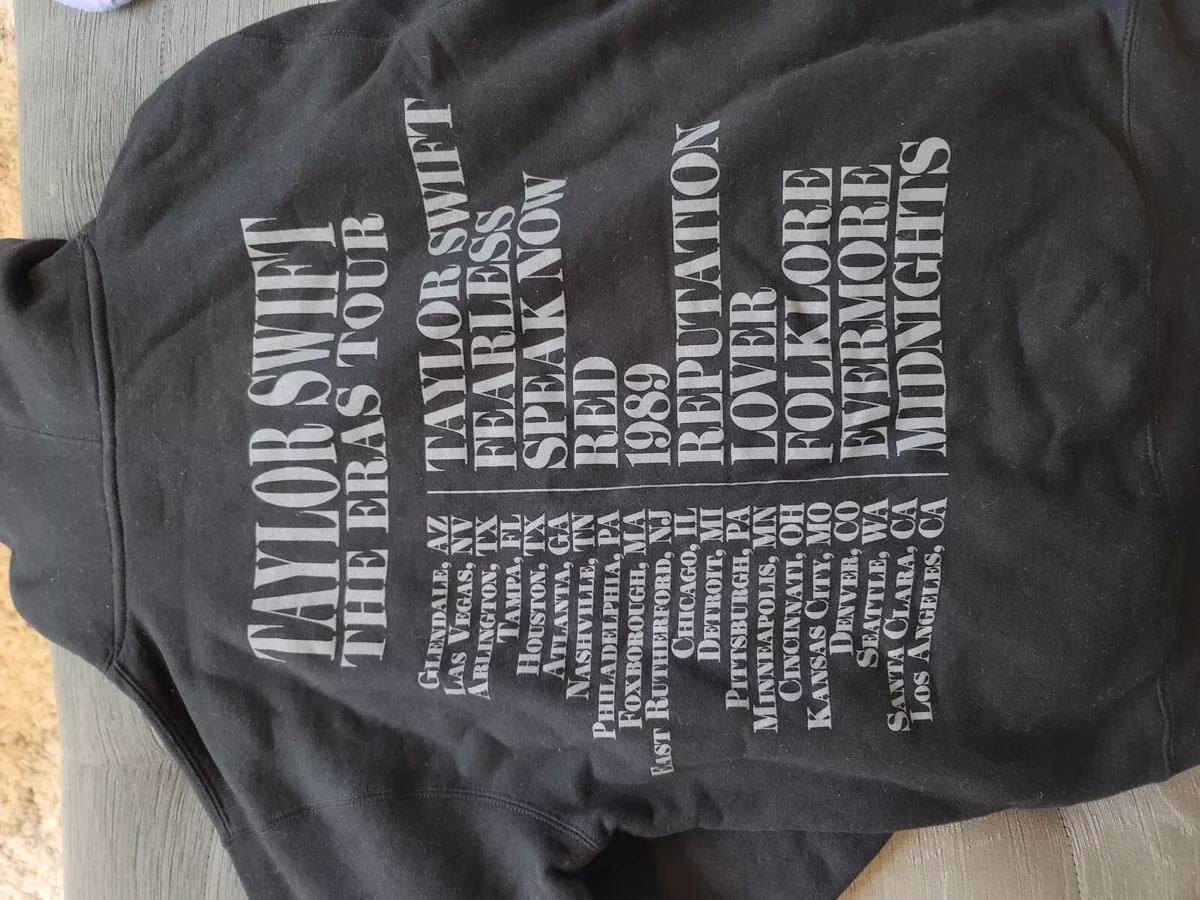 TAYLOR SWIFT
THE ERAS TOUR
GLENDALE, AZ
LAS VEGAS, NV
ARLINGTON, TX
TAMPA, FL
HOUSTON, TX
ATLANTA, GA
NASHVILLE, TN
PHILADELPHIA, PA
FOXBOROUGH, MA
EAST RUTHERFORD, NJ
CHICAGO, IL
DETROIT, MI
PITTSBURGH, PA
MINNEAPOLIS, MN
CINCINNATI, OH
KANSAS CITY, MO
DENVER, CO
SEATTLE, WA
SANTA CLARA, CA
LOS ANGELES, CA
TAYLOR SWIFT
FEARLESS
SPEAK NOW
RED
1989
REPUTATION
LOVER
FOLKLORE
EVERMORE
MIDNIGHTS